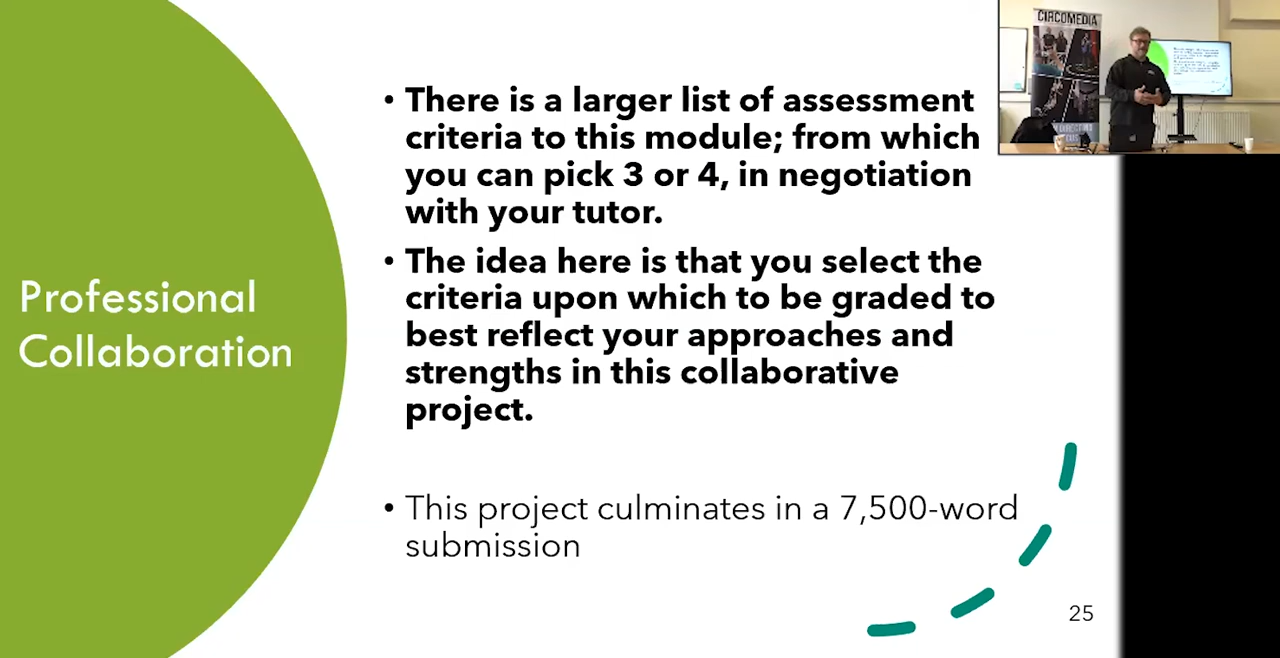 CIRCOMEDIA
Professional
Collaboration
• There is a larger list of assessment
criteria to this module; from which
you can pick 3 or 4, in negotiation
with your tutor.
• The idea here is that you select the
criteria upon which to be graded to
best reflect your approaches and
strengths in this collaborative
project.
• This project culminates in a 7,500-word
submission
25